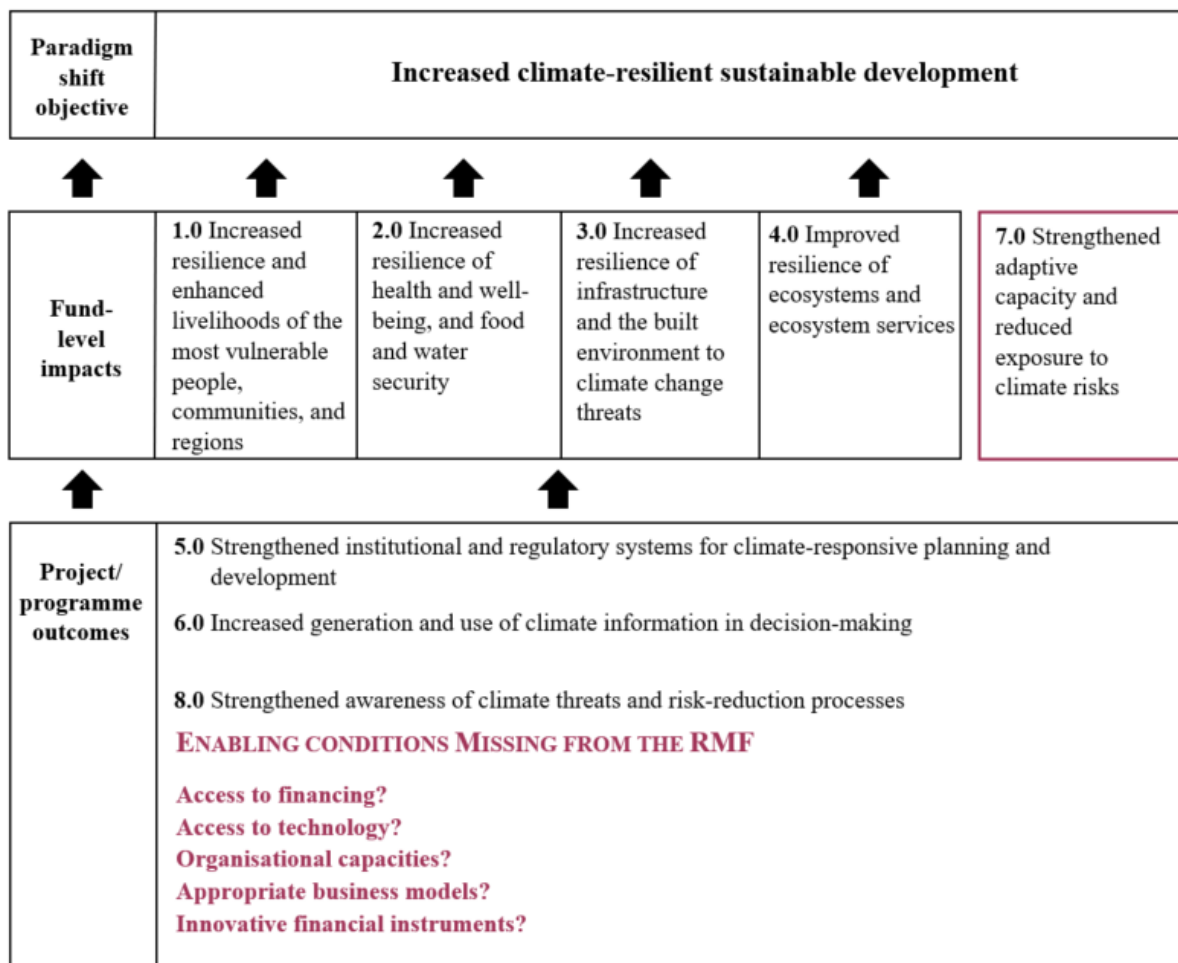 Paradigm
shift
objective
Increased climate-resilient sustainable development
Fund-
level
impacts
1.0 Increased
resilience and
enhanced
livelihoods of the
most vulnerable
people,
communities, and
regions
2.0 Increased
resilience of
health and well-
being, and food
and water
security
3.0 Increased
resilience of
infrastructure
and the built
environment to
climate change
threats
4.0 Improved
resilience of
ecosystems and
ecosystem services
7.0 Strengthened
adaptive
capacity and
reduced
exposure to
climate risks
Project/
programme
outcomes
5.0 Strengthened institutional and regulatory systems for climate-responsive planning and
development
6.0 Increased generation and use of climate information in decision-making
8.0 Strengthened awareness of climate threats and risk-reduction processes
ENABLING CONDITIONS MISSING FROM THE RMF
Access to financing?
Access to technology?
Organisational capacities?
Appropriate business models?
Innovative financial instruments?